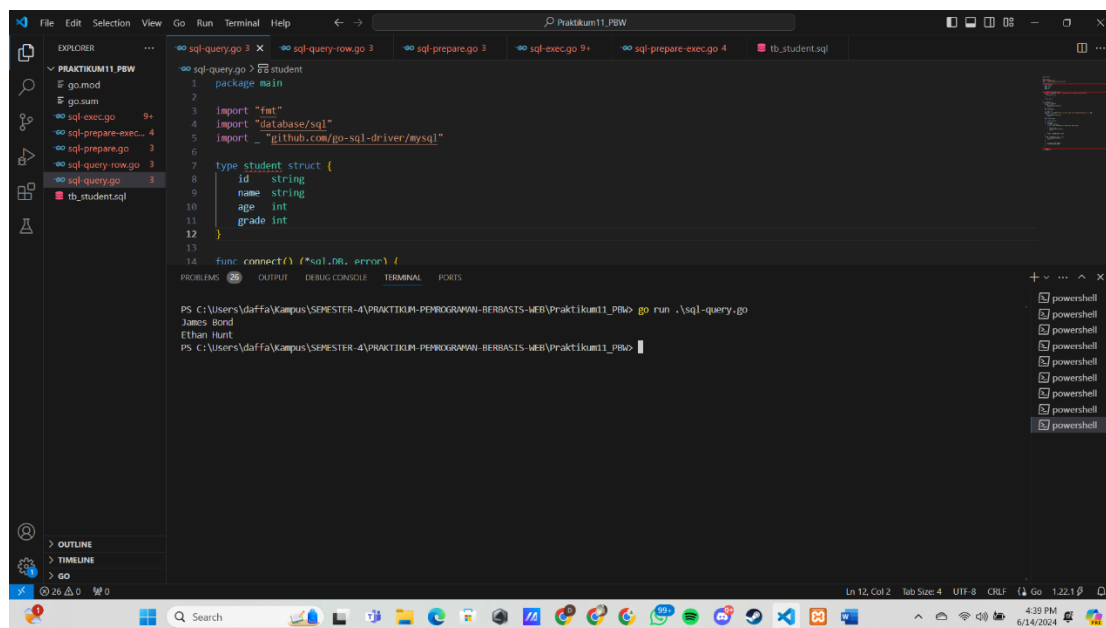 File Edit Selection View Go Run Terminal Help
Praktikum11_PBW
EXPLORER
PRAKTIKUM11_PBW
go.mod
go.sum
sql-exec.go 9+
sql-prepare-exec... 4
sql-prepare.go 3
sql-query-row.go 3
sql-query.go 3
tb_student.sql
OUTLINE
TIMELINE
GO
sql-query.go 3 sql-query-row.go 3 sql-prepare.go 3 sql-exec.go 9+ sql-prepare-exec.go 4 tb_student.sql
sql-query.go > student
1 package main
2
3 import "fmt"
4 import "database/sql"
5 import _ "github.com/go-sql-driver/mysql"
6
7 type student struct {
8 id string
9 name string
10 age int
11 grade int
12 }
13
14 func connect() (*sql.DB, error) {
PROBLEMS 26 OUTPUT DEBUG CONSOLE TERMINAL PORTS
PS C:\Users\daffa\Kampus\SEMESTER-4\PRAKTIKUM-PEMROGRAMAN-BERBASIS-WEB\Praktikum11_PBW> go run .\sql-query.go
James Bond
Ethan Hunt
PS C:\Users\daffa\Kampus\SEMESTER-4\PRAKTIKUM-PEMROGRAMAN-BERBASIS-WEB\Praktikum11_PBW>
powershell
powershell
powershell
powershell
powershell
powershell
powershell
powershell
powershell
1
26 0 0
Ln 12, Col 2 Tab Size: 4 UTF-8 CRLF Go 1.22.1
1
Search
99+
4:39 PM
6/14/2024
PRE